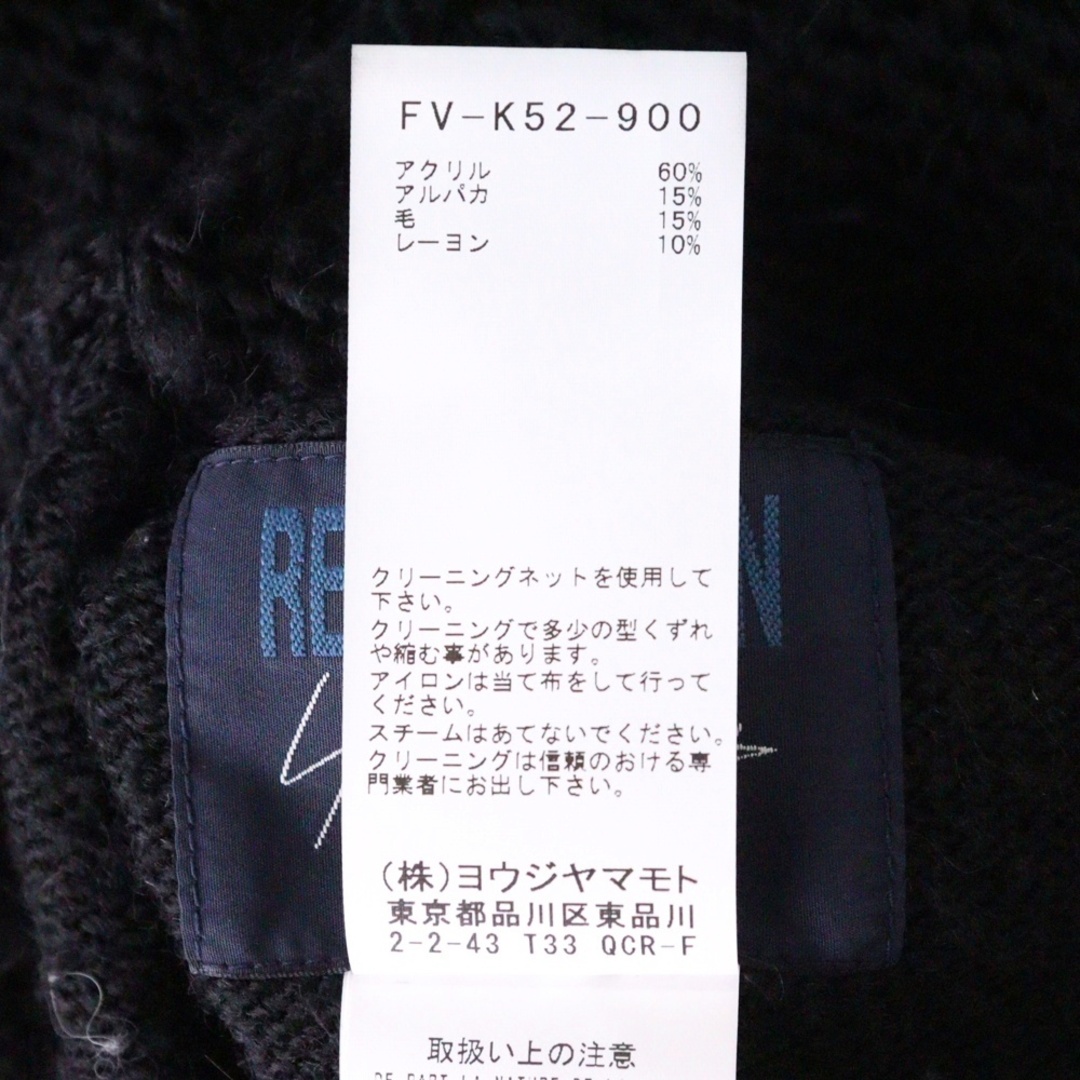 FV-K52-900
アクリル 60%
アルパカ 15%
毛 15%
レーヨン 10%
RE N
クリーニングネットを使用して
下さい。
クリーニングで多少の型くずれ
や縮む事があります。
アイロンは当て布をして行って
ください。
スチームはあてないでください。
クリーニングは信頼のおける専
門業者にお出し下さい。
(株)ヨウジヤマモト
東京都品川区東品川
2-2-43 T33 QCR-F
取扱い上の注意